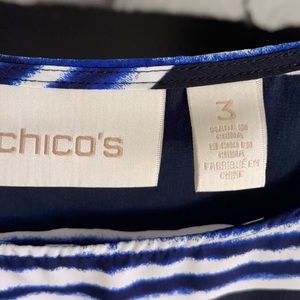 chico's
3
MADE IN
CHINA
HECHO EN
CHINA
FABRIQUÉ EN
CHINE